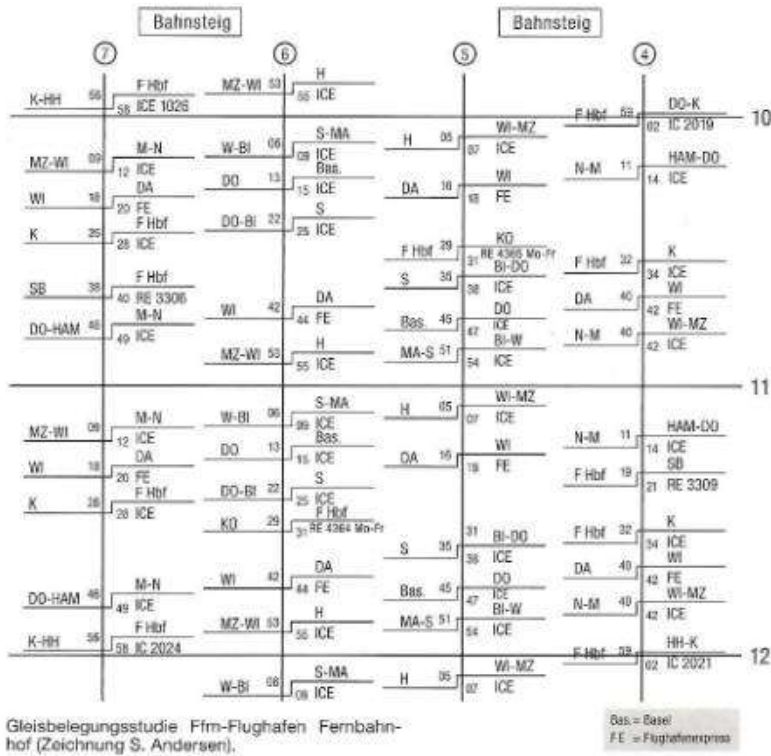 Bahnsteig
Bahnsteig
7
6
5
4
K-HH 56 F Hbf
58 ICE 1026
MZ-WI 09 M-N
12 ICE
WI 18 DA
20 FE
K 26 F Hbf
28 ICE
SB 38 F Hbf
40 RE 3306
DO-HAM 46 M-N
49 ICE
MZ-WI 09 M-N
12 ICE
WI 18 DA
20 FE
K 26 F Hbf
28 ICE
DO-HAM 46 M-N
49 ICE
K-HH 56 F Hbf
58 IC 2024
MZ-WI 53 H
55 ICE
W-BI 06 S-MA
09 ICE
DO 13 Bas.
15 ICE
DO-BI 22 S
25 ICE
WI 42 DA
44 FE
MZ-WI 53 H
55 ICE
W-BI 06 S-MA
09 ICE
DO 13 Bas.
15 ICE
DO-BI 22 S
25 ICE
KO 29 F Hbf
31 RE 4364 Mo-Fr
WI 42 DA
44 FE
MZ-WI 53 H
55 ICE
W-BI 06 S-MA
09 ICE
H 05 WI-MZ
07 ICE
DA 16 WI
18 FE
F Hbf 29 KO
31 RE 4365 Mo-Fr
S 35 BI-DO
38 ICE
Bas. 45 DO
47 ICE
MA-S 51 BI-W
54 ICE
H 05 WI-MZ
07 ICE
DA 16 WI
18 FE
31
S 35 BI-DO
38 ICE
Bas. 45 DO
47 ICE
MA-S 51 BI-W
54 ICE
H 05 WI-MZ
07 ICE
F Hbf 59 DO-K
02 IC 2019
N-M 11 HAM-DO
14 ICE
F Hbf 32 K
34 ICE
DA 40 WI
42 FE
N-M 40 WI-MZ
42 ICE
N-M 11 HAM-DO
14 ICE
F Hbf 19 SB
21 RE 3309
F Hbf 32 K
34 ICE
DA 40 WI
42 FE
N-M 40 WI-MZ
42 ICE
F Hbf 59 HH-K
02 IC 2021
10
11
12
Gleisbelegungsstudie Ffm-Flughafen Fernbahn-
hof (Zeichnung S. Andersen).
Bas. = Basel
FE = Flughafenexpress